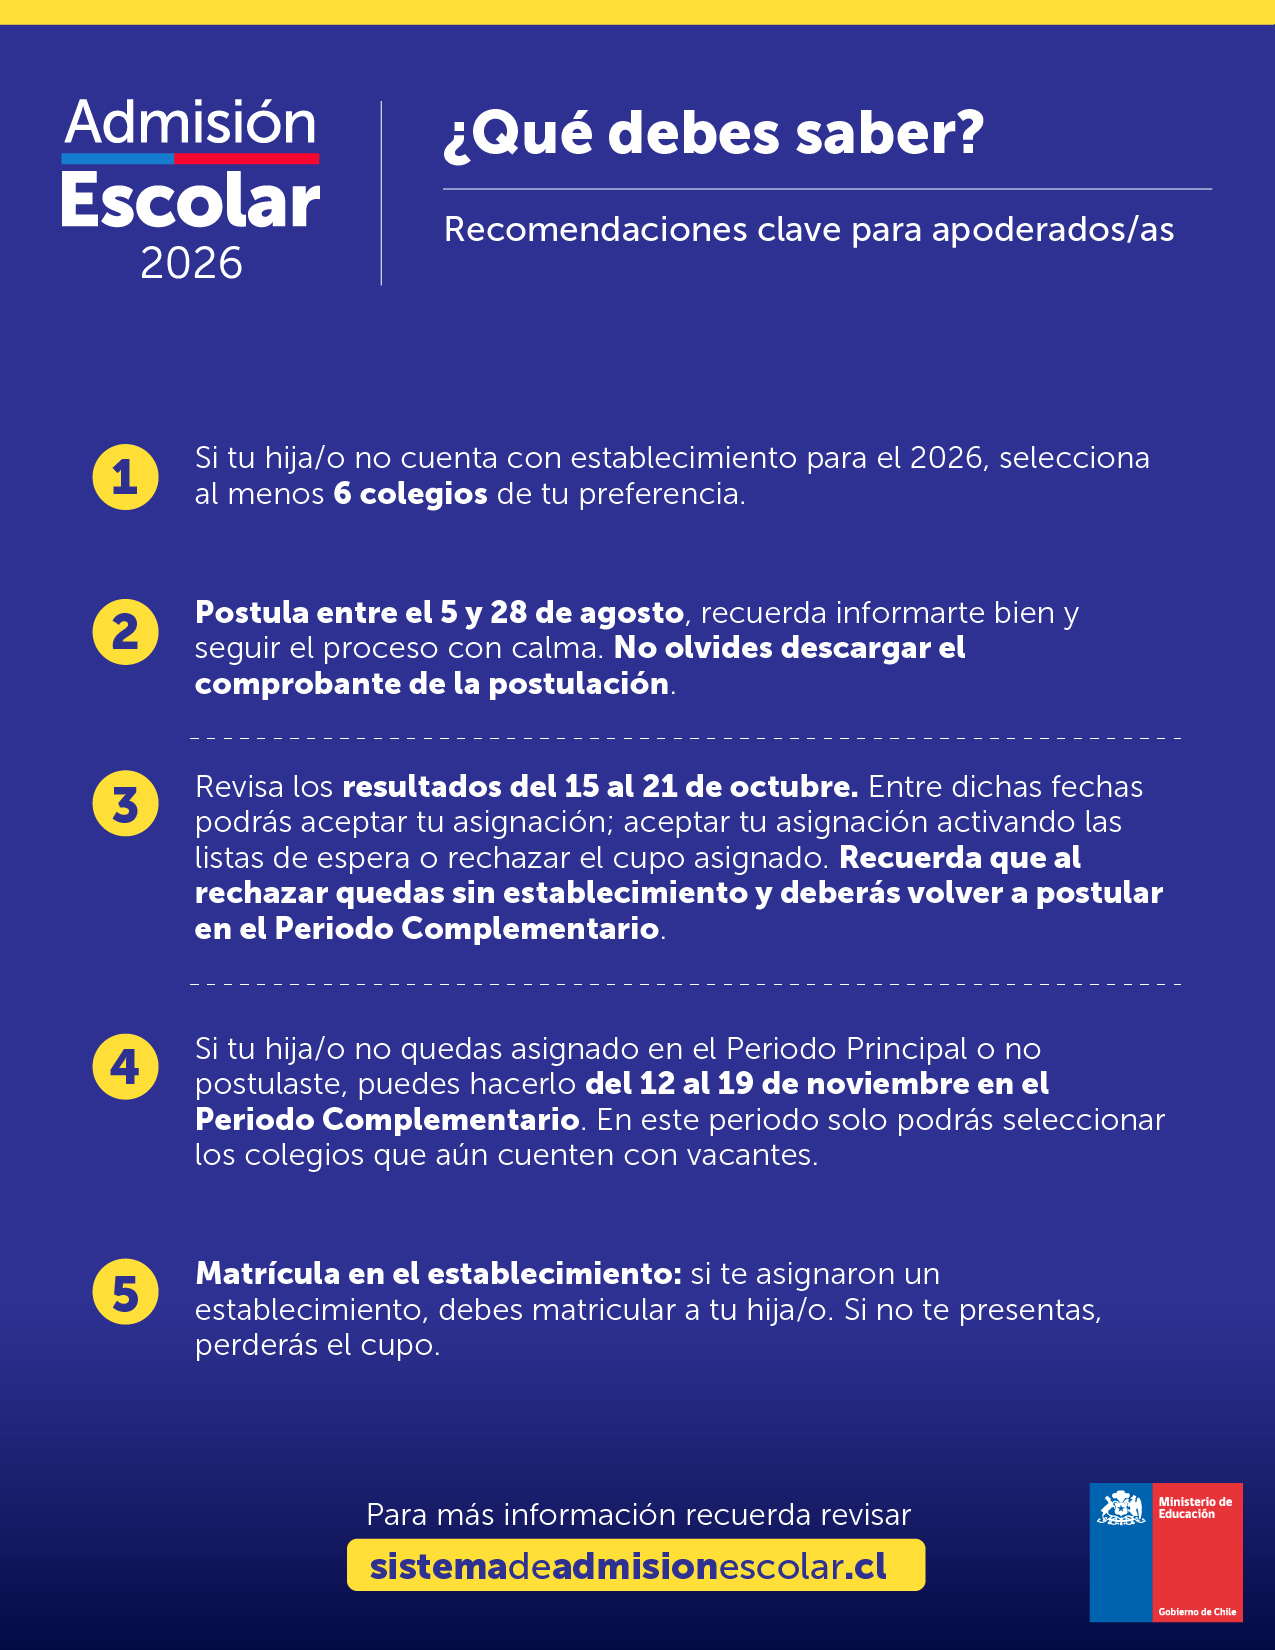 Admisión
Escolar
2026
¿Qué debes saber?
Recomendaciones clave para apoderados/as
1
Si tu hija/o no cuenta con establecimiento para el 2026, selecciona
al menos 6 colegios de tu preferencia.
2
Postula entre el 5 y 28 de agosto, recuerda informarte bien y
seguir el proceso con calma. No olvides descargar el
comprobante de la postulación.
3
Revisa los resultados del 15 al 21 de octubre. Entre dichas fechas
podrás aceptar tu asignación; aceptar tu asignación activando las
listas de espera o rechazar el cupo asignado. Recuerda que al
rechazar quedas sin establecimiento y deberás volver a postular
en el Periodo Complementario.
4
Si tu hija/o no quedas asignado en el Periodo Principal o no
postulaste, puedes hacerlo del 12 al 19 de noviembre en el
Periodo Complementario. En este periodo solo podrás seleccionar
los colegios que aún cuenten con vacantes.
5
Matrícula en el establecimiento: si te asignaron un
establecimiento, debes matricular a tu hija/o. Si no te presentas,
perderás el cupo.
Para más información recuerda revisar
sistemadeadmisionescolar.cl
Ministerio de
Educación
Gobierno de Chile